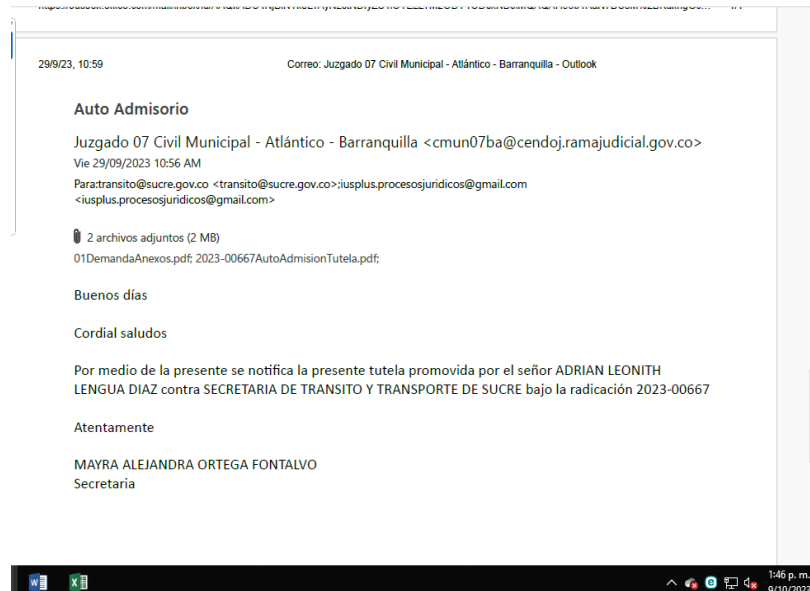 29/9/23, 10:59 Correo: Juzgado 07 Civil Municipal - Atlántico - Barranquilla - Outlook
Auto Admisorio
Juzgado 07 Civil Municipal - Atlántico - Barranquilla <cmun07ba@cendoj.ramajudicial.gov.co>
Vie 29/09/2023 10:56 AM
Para:transito@sucre.gov.co <transito@sucre.gov.co>;iusplus.procesosjuridicos@gmail.com
<iusplus.procesosjuridicos@gmail.com>
2 archivos adjuntos (2 MB)
01DemandaAnexos.pdf; 2023-00667AutoAdmisionTutela.pdf;
Buenos días
Cordial saludos
Por medio de la presente se notifica la presente tutela promovida por el señor ADRIAN LEONITH
LENGUA DIAZ contra SECRETARIA DE TRANSITO Y TRANSPORTE DE SUCRE bajo la radicación 2023-00667
Atentamente
MAYRA ALEJANDRA ORTEGA FONTALVO
Secretaria
1:46 p. m.
9/10/2023